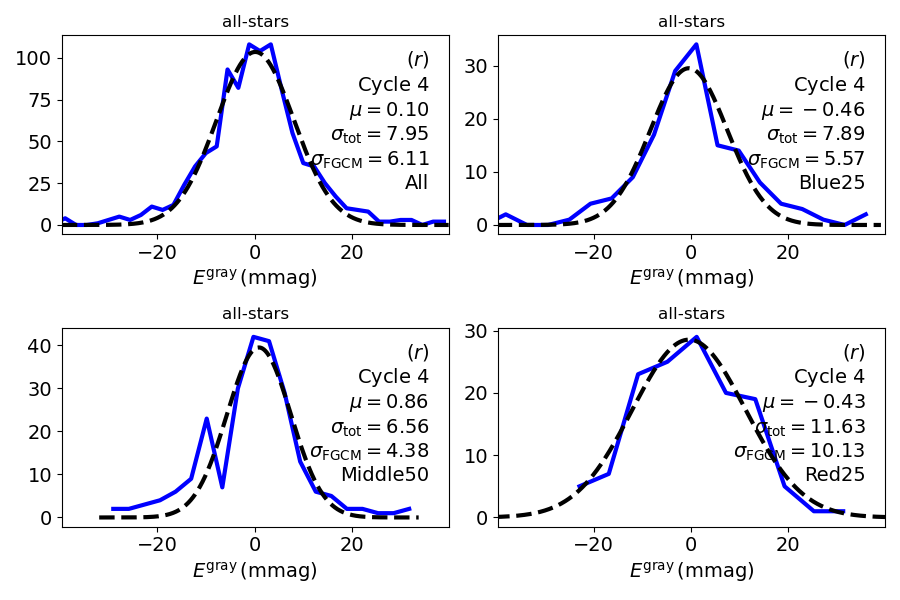 all-stars
100
75
50
25
0
−20
0
20
E^gray (mmag)
(r)
Cycle 4
μ = 0.10
σ_tot = 7.95
σ_FGCM = 6.11
All
all-stars
30
20
10
0
−20
0
20
E^gray (mmag)
(r)
Cycle 4
μ = −0.46
σ_tot = 7.89
σ_FGCM = 5.57
Blue25
all-stars
40
30
20
10
0
−20
0
20
E^gray (mmag)
(r)
Cycle 4
μ = 0.86
σ_tot = 6.56
σ_FGCM = 4.38
Middle50
all-stars
30
20
10
0
−20
0
20
E^gray (mmag)
(r)
Cycle 4
μ = −0.43
σ_tot = 11.63
σ_FGCM = 10.13
Red25